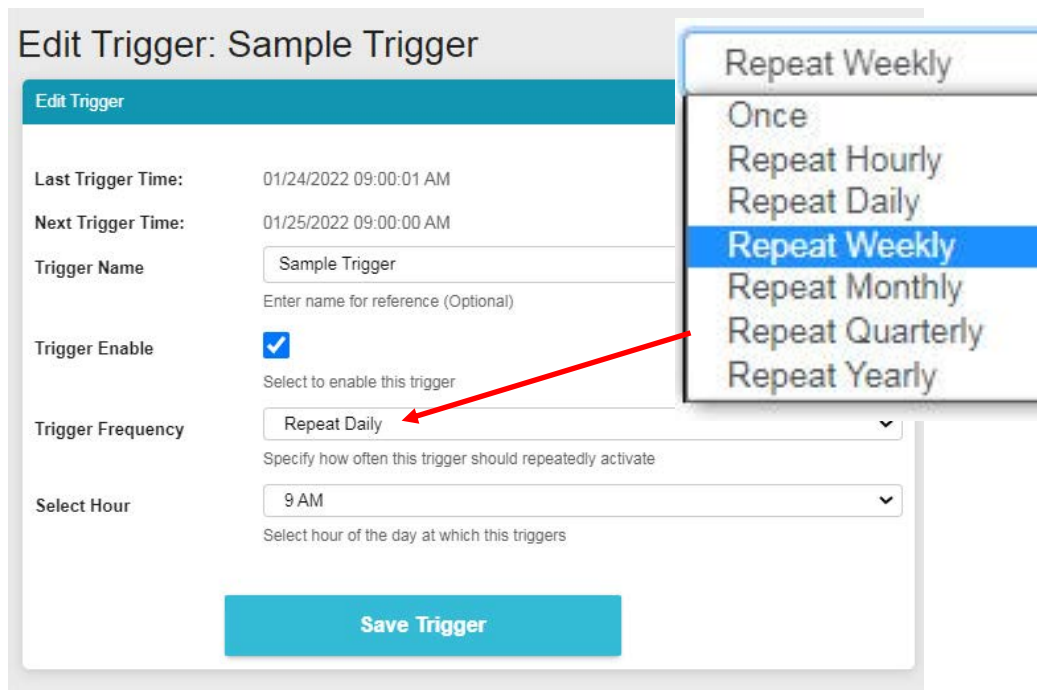 Edit Trigger: Sample Trigger
Edit Trigger
Last Trigger Time: 01/24/2022 09:00:01 AM
Next Trigger Time: 01/25/2022 09:00:00 AM
Trigger Name Sample Trigger
Enter name for reference (Optional)
Trigger Enable
Select to enable this trigger
Trigger Frequency Repeat Daily
Specify how often this trigger should repeatedly activate
Select Hour 9 AM
Select hour of the day at which this triggers
Save Trigger
Repeat Weekly
Once
Repeat Hourly
Repeat Daily
Repeat Weekly
Repeat Monthly
Repeat Quarterly
Repeat Yearly